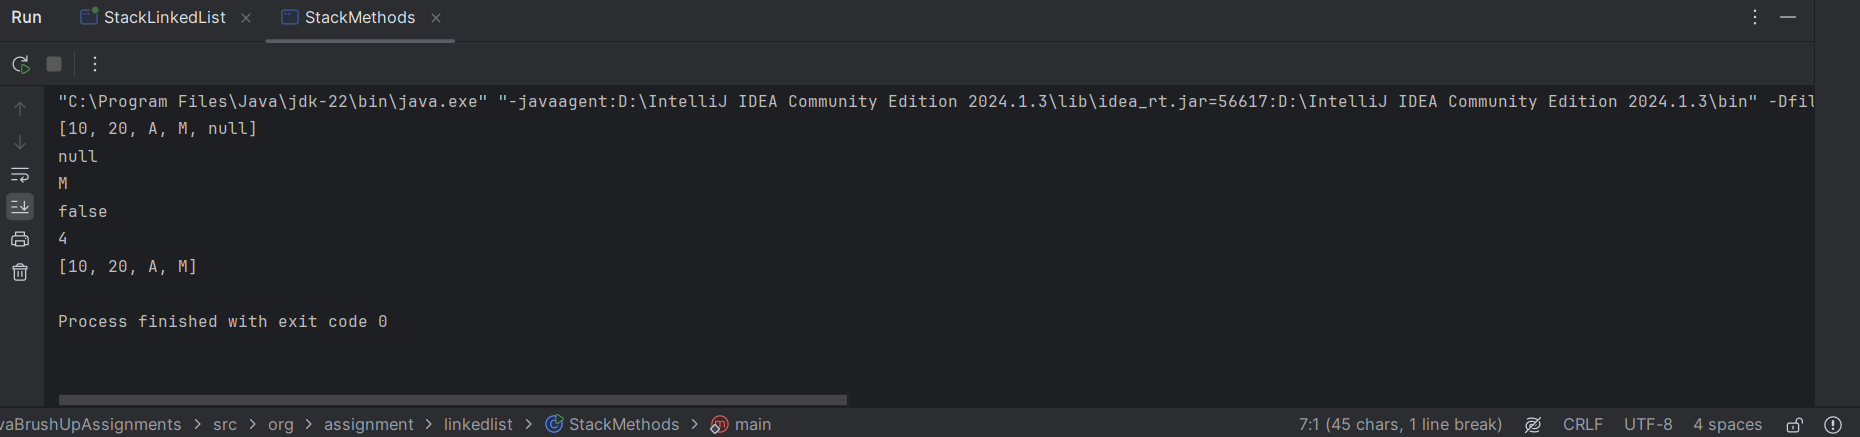 Run StackLinkedList StackMethods
"C:\Program Files\Java\jdk-22\bin\java.exe" "-javaagent:D:\IntelliJ IDEA Community Edition 2024.1.3\lib\idea_rt.jar=56617:D:\IntelliJ IDEA Community Edition 2024.1.3\bin" -Dfil
[10, 20, A, M, null]
null
M
false
4
[10, 20, A, M]
Process finished with exit code 0
vaBrushUpAssignments > src > org > assignment > linkedlist > StackMethods > main 7:1 (45 chars, 1 line break) CRLF UTF-8 4 spaces